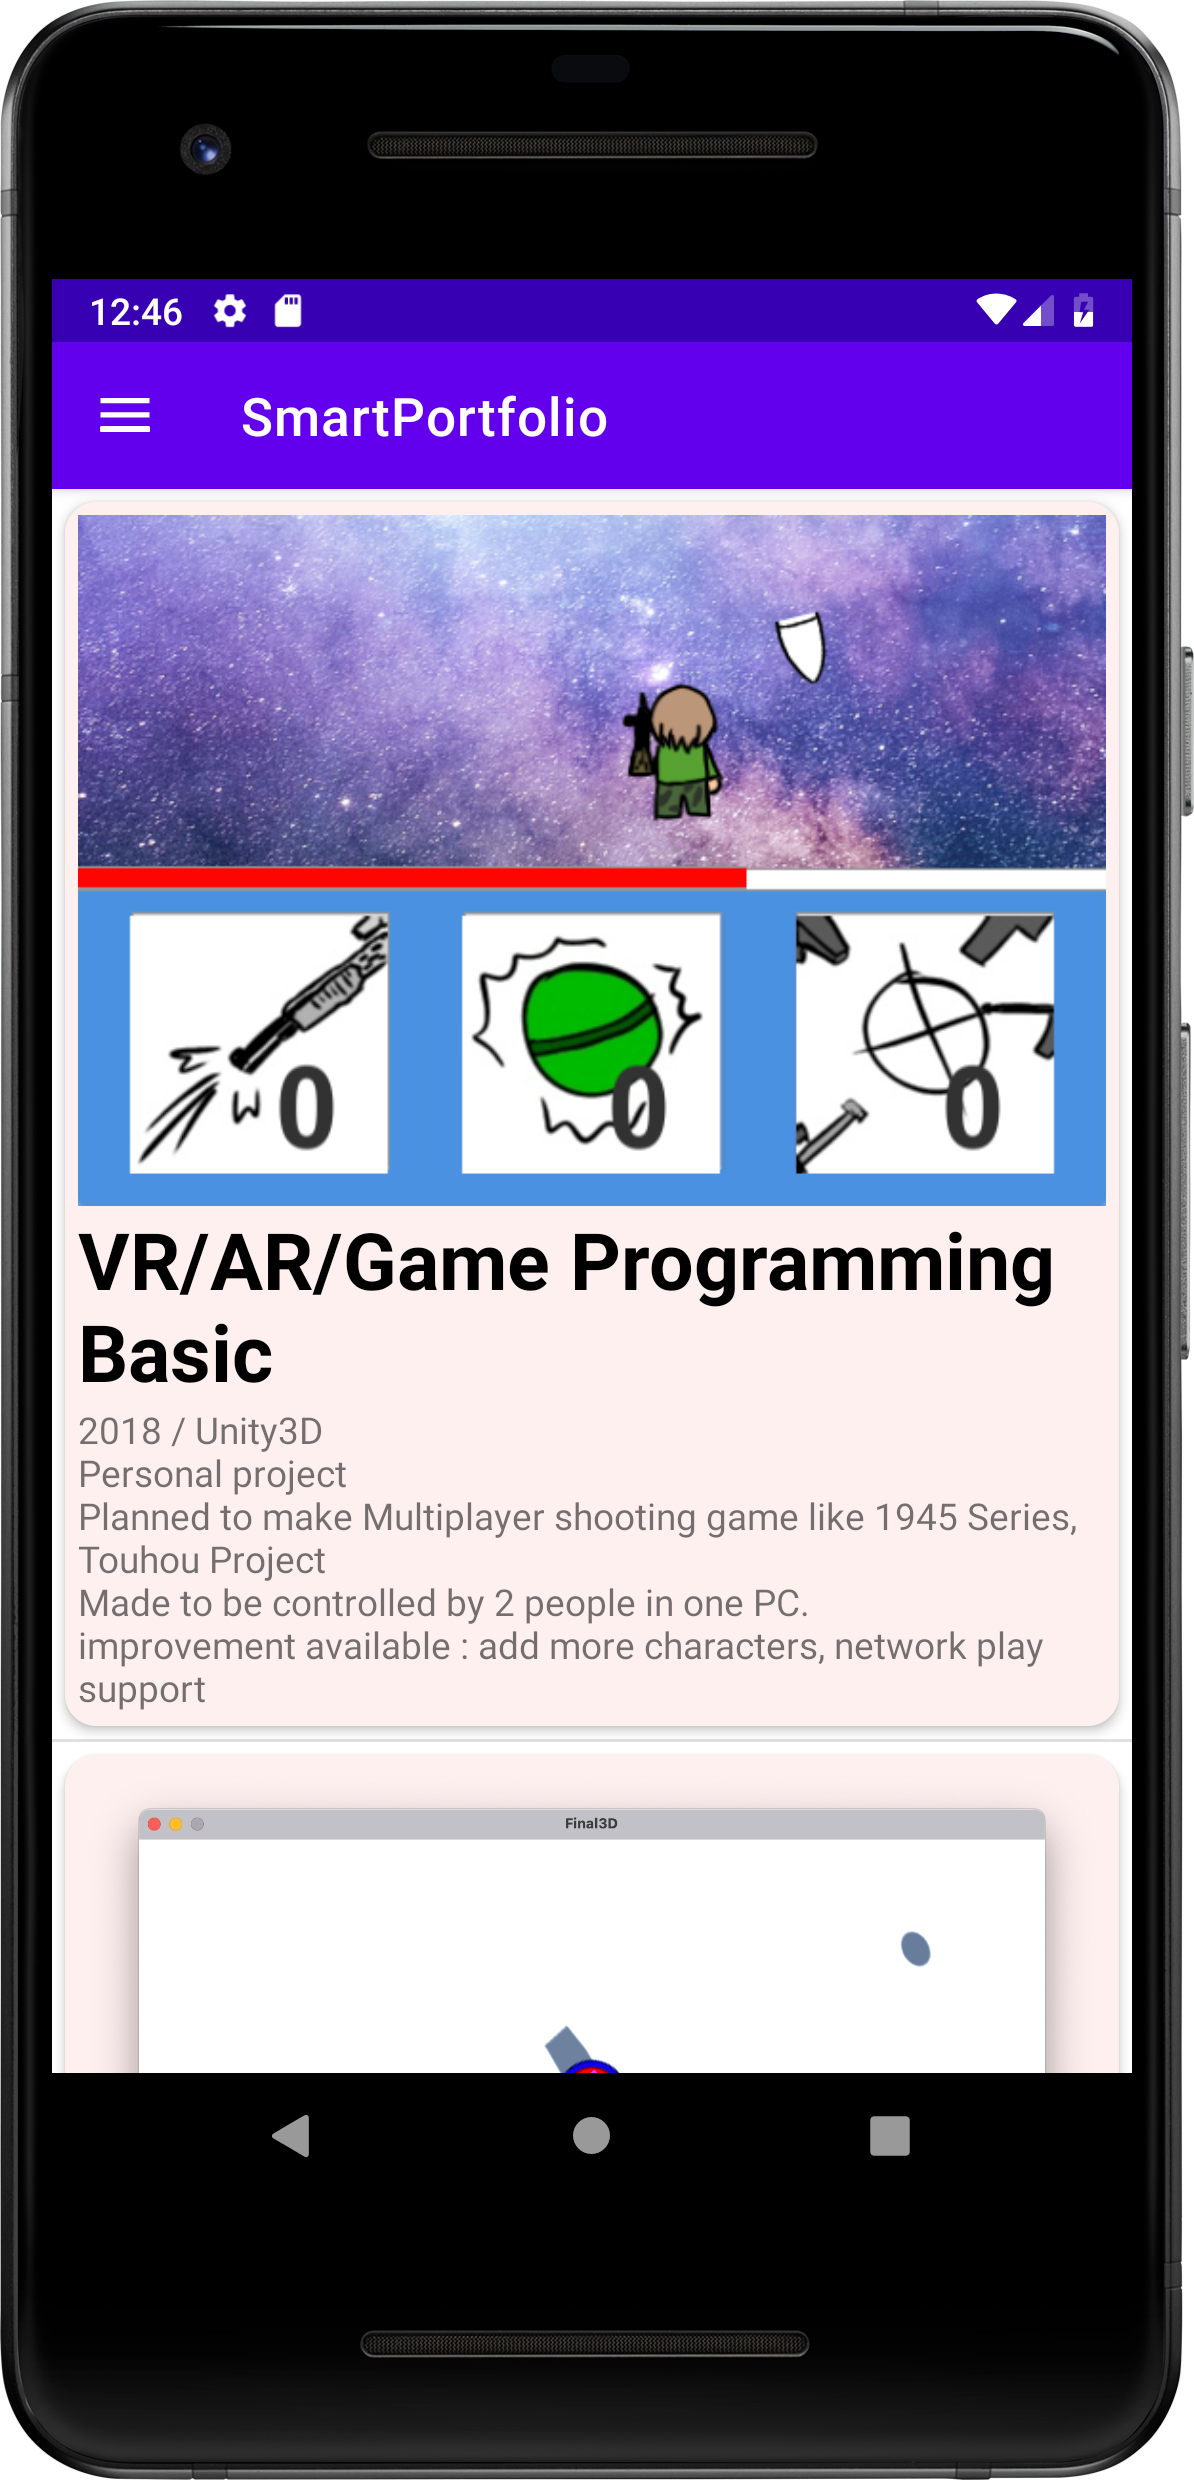 12:46
SmartPortfolio
0
0
0
VR/AR/Game Programming
Basic
2018 / Unity3D
Personal project
Planned to make Multiplayer shooting game like 1945 Series,
Touhou Project
Made to be controlled by 2 people in one PC.
improvement available : add more characters, network play
support
Final3D